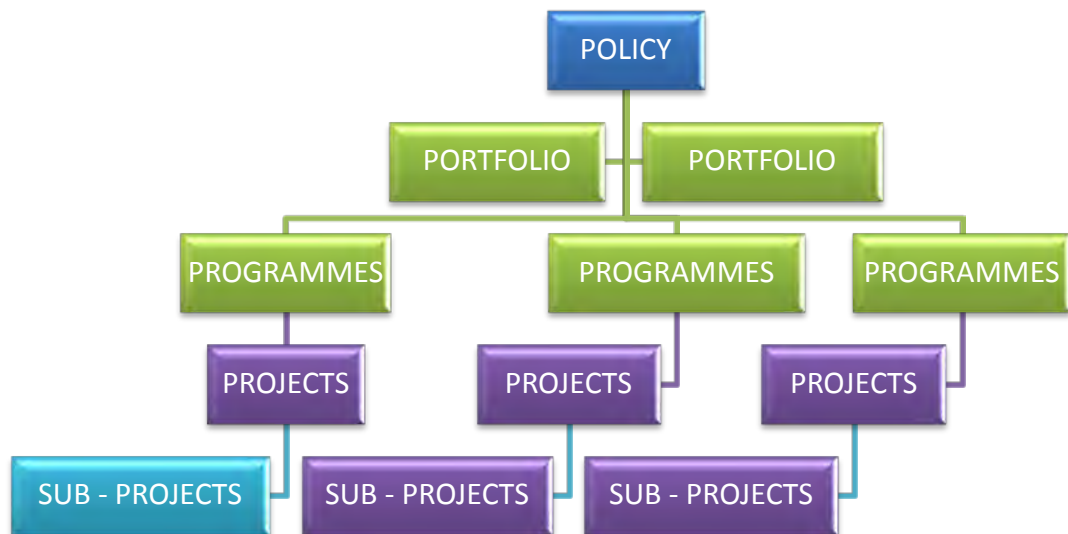 POLICY
PORTFOLIO
PORTFOLIO
PROGRAMMES
PROGRAMMES
PROGRAMMES
PROJECTS
PROJECTS
PROJECTS
SUB - PROJECTS
SUB - PROJECTS
SUB - PROJECTS